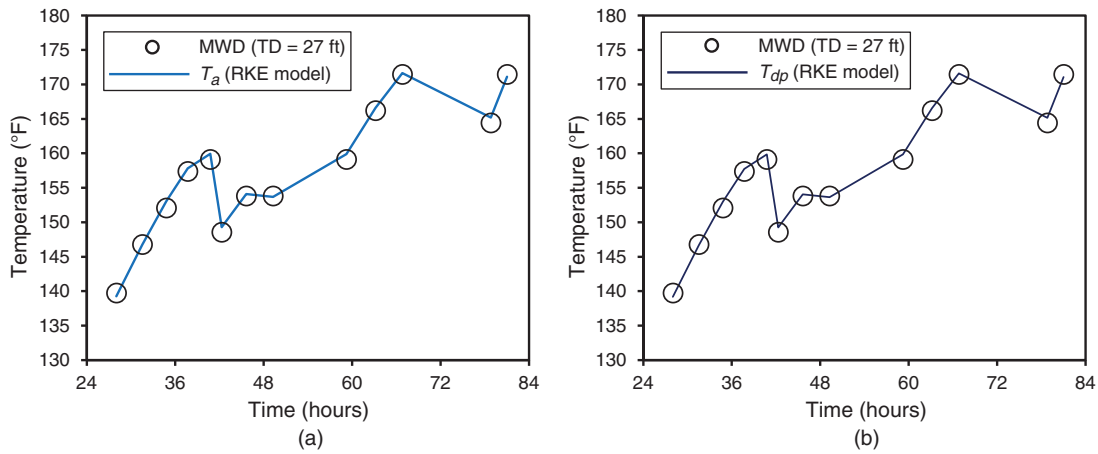 180
175
170
165
160
155
150
145
140
135
130
Temperature (°F)
MWD (TD = 27 ft)
Ta (RKE model)
24 36 48 60 72 84
Time (hours)
(a)
180
175
170
165
160
155
150
145
140
135
130
Temperature (°F)
MWD (TD = 27 ft)
Tdp (RKE model)
24 36 48 60 72 84
Time (hours)
(b)